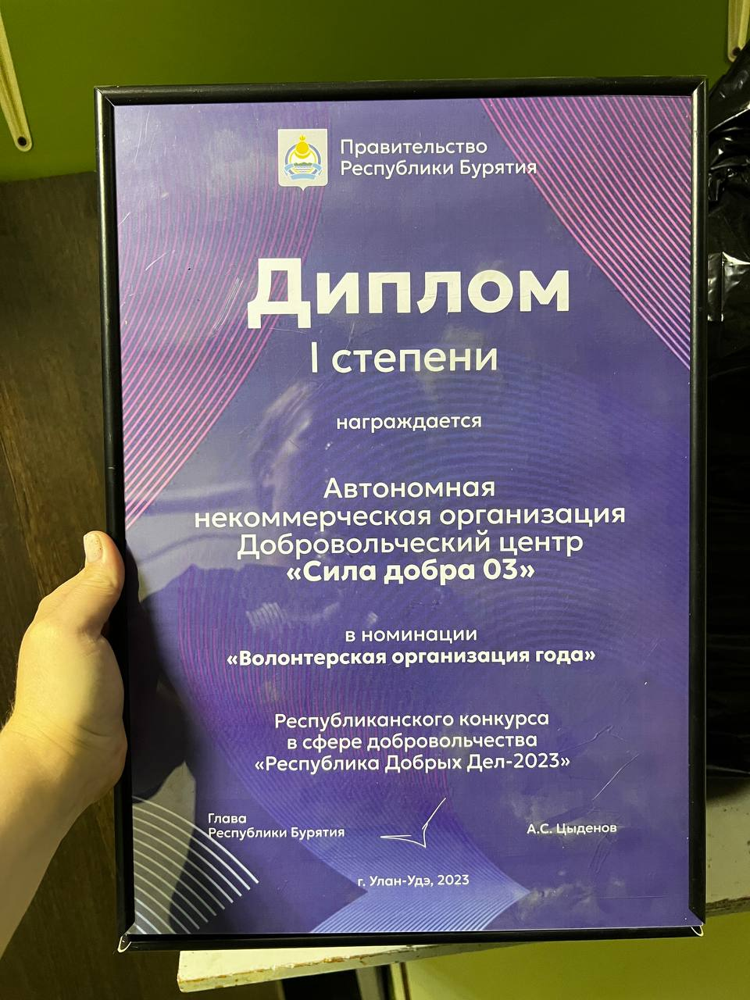 Правительство
Республики Бурятия
Диплом
I степени
награждается
Автономная
некоммерческая организация
Добровольческий центр
«Сила добра 03»
в номинации
«Волонтерская организация года»
Республиканского конкурса
в сфере добровольчества
«Республика Добрых Дел-2023»
Глава
Республики Бурятия
А.С. Цыденов
г. Улан-Удэ, 2023